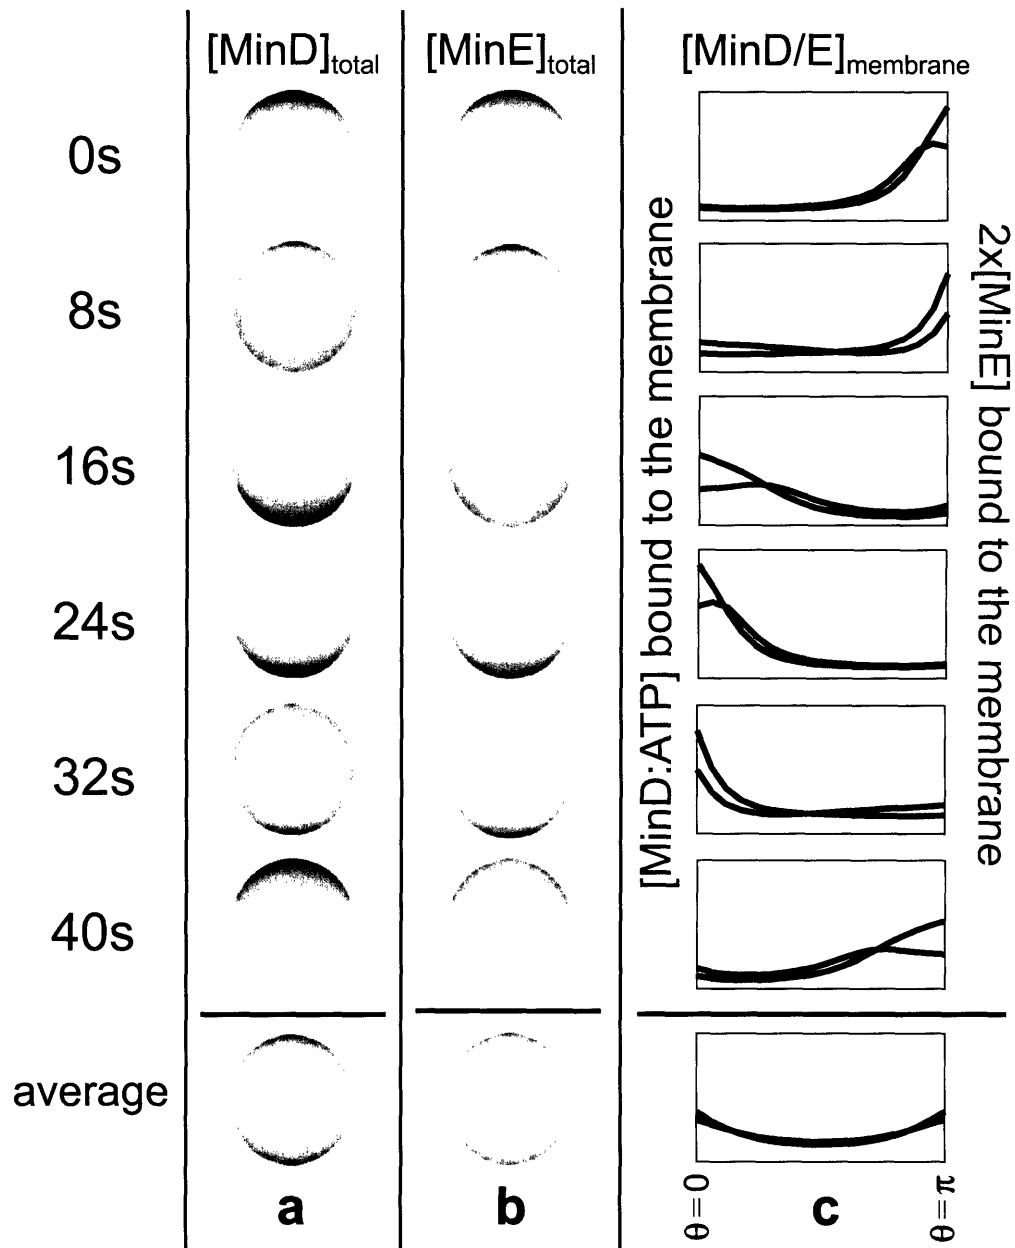 [MinD]total
[MinE]total
[MinD/E]membrane
0s
8s
16s
24s
32s
40s
average
[MinD:ATP] bound to the membrane
2x[MinE] bound to the membrane
θ=0
θ=π
a
b
c